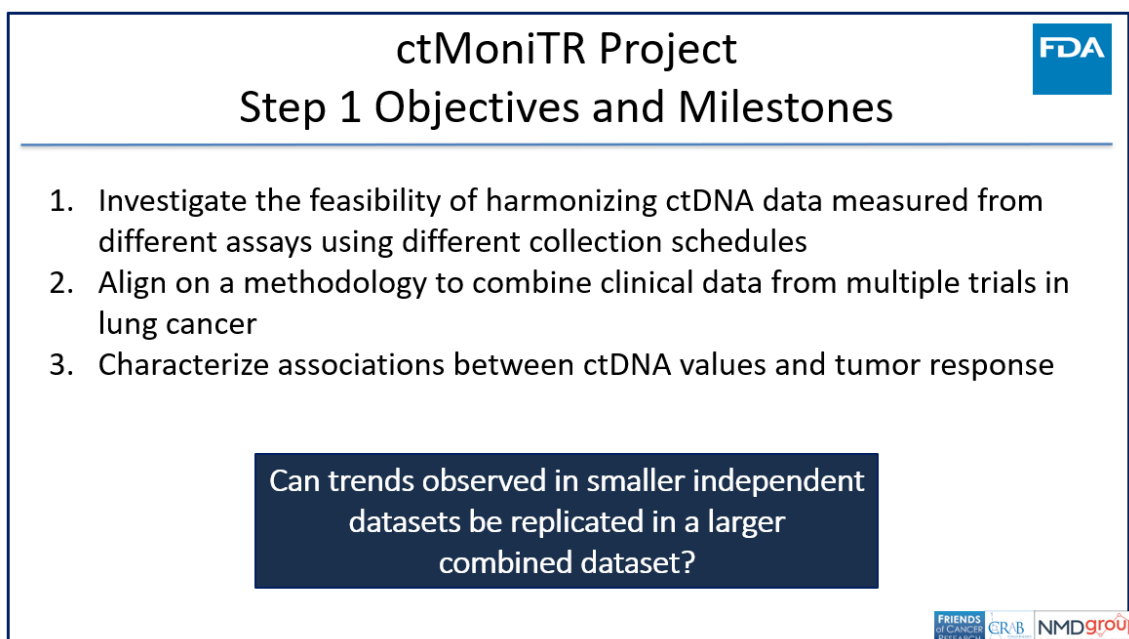 ctMoniTR Project
Step 1 Objectives and Milestones
FDA
1. Investigate the feasibility of harmonizing ctDNA data measured from
different assays using different collection schedules
2. Align on a methodology to combine clinical data from multiple trials in
lung cancer
3. Characterize associations between ctDNA values and tumor response
Can trends observed in smaller independent
datasets be replicated in a larger
combined dataset?
FRIENDS
of CANCER
RESEARCH
CRAB
NMDgroup